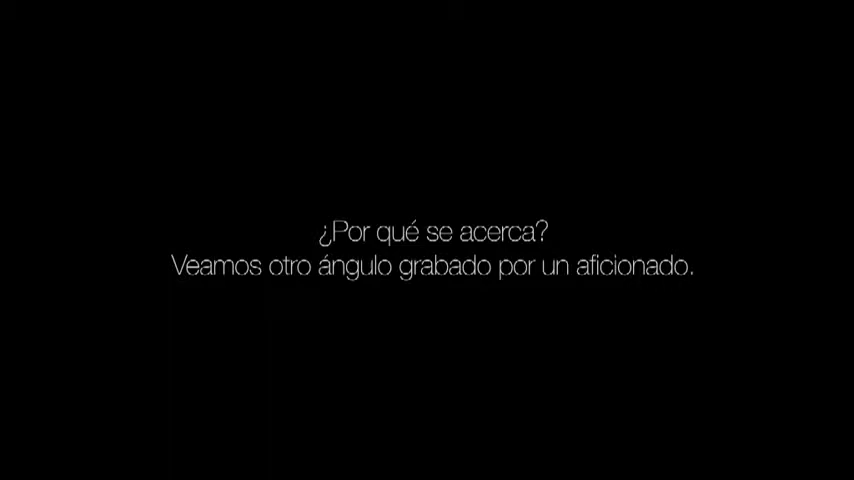 ¿Por qué se acerca?
Veamos otro ángulo grabado por un aficionado.